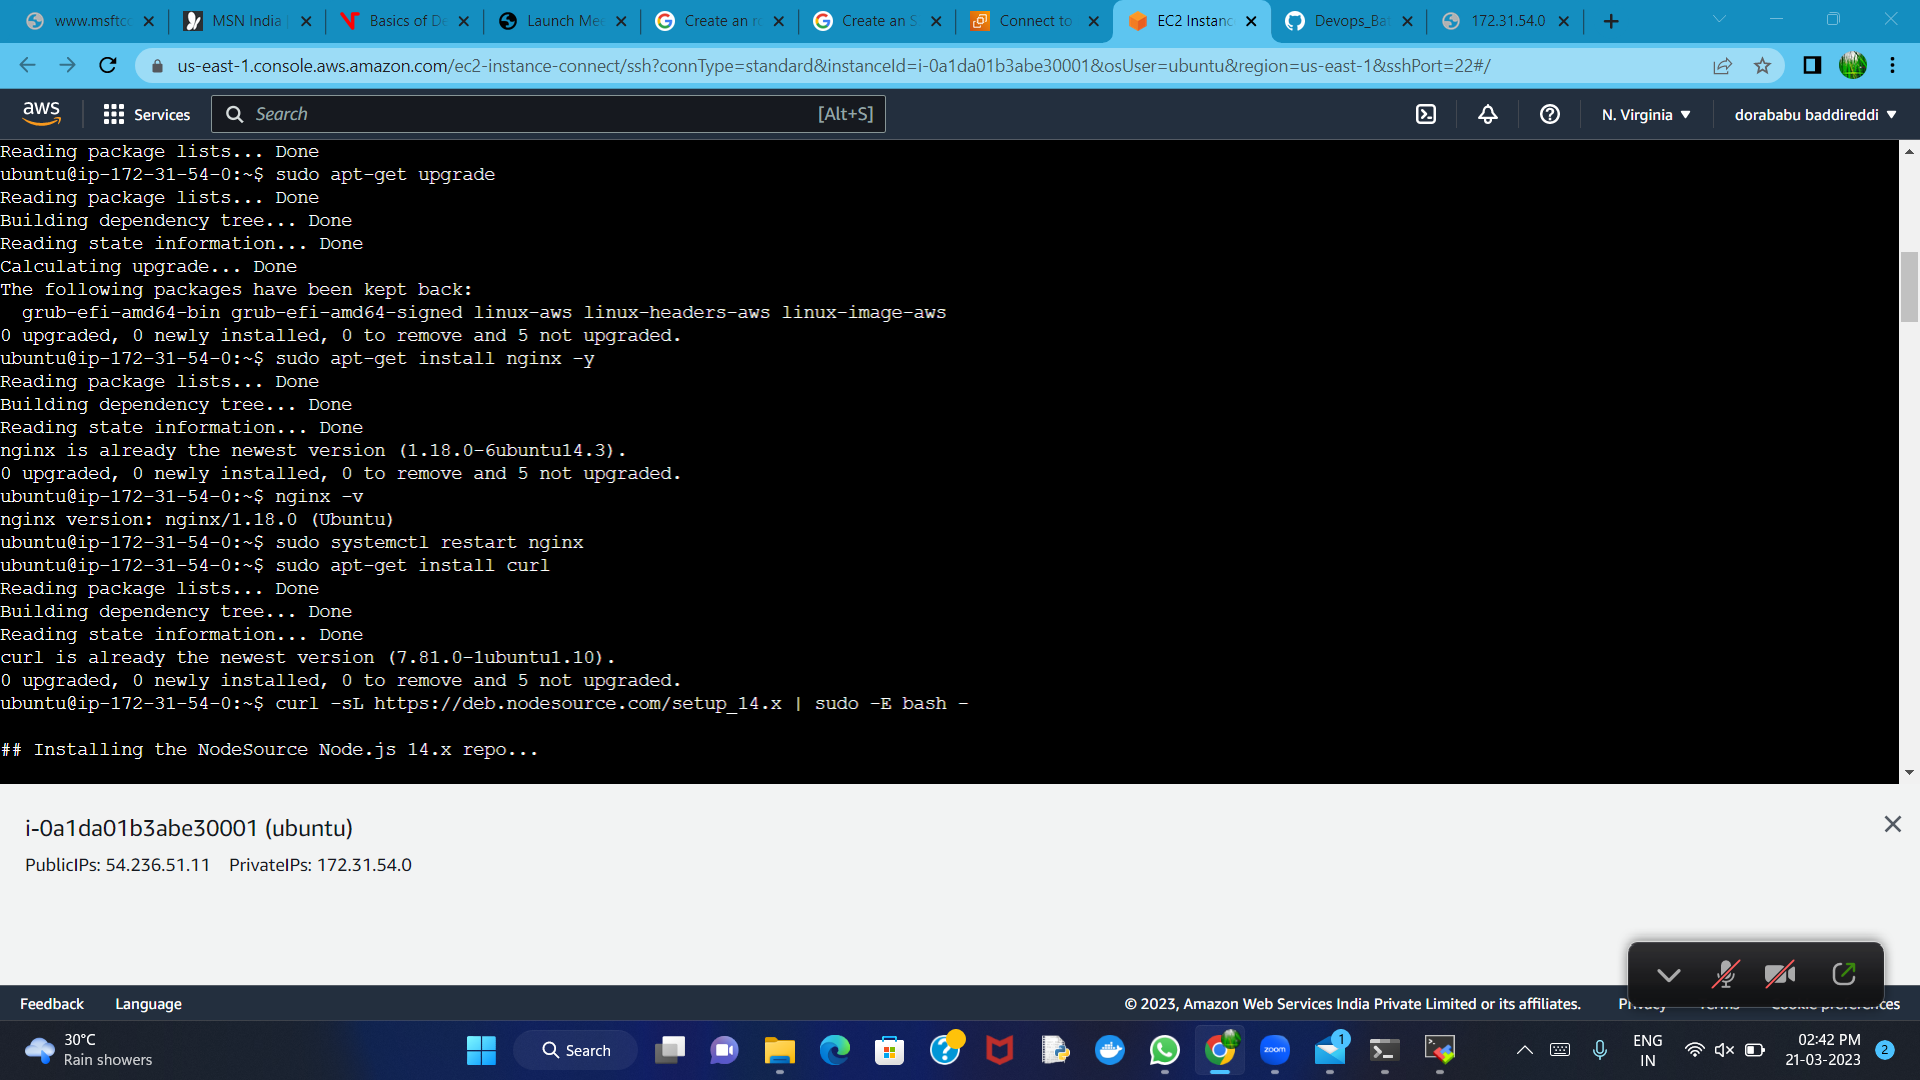 www.msftco
MSN India
Basics of De
Launch Mee
Create an ro
Create an S
Connect to
EC2 Instanc
Devops_Bat
172.31.54.0
us-east-1.console.aws.amazon.com/ec2-instance-connect/ssh?connType=standard&instanceId=i-0a1da01b3abe30001&osUser=ubuntu&region=us-east-1&sshPort=22#/
aws
Services
Search
[Alt+S]
N. Virginia
dorababu baddireddi
Reading package lists... Done
ubuntu@ip-172-31-54-0:~$ sudo apt-get upgrade
Reading package lists... Done
Building dependency tree... Done
Reading state information... Done
Calculating upgrade... Done
The following packages have been kept back:
grub-efi-amd64-bin grub-efi-amd64-signed linux-aws linux-headers-aws linux-image-aws
0 upgraded, 0 newly installed, 0 to remove and 5 not upgraded.
ubuntu@ip-172-31-54-0:~$ sudo apt-get install nginx -y
Reading package lists... Done
Building dependency tree... Done
Reading state information... Done
nginx is already the newest version (1.18.0-6ubuntu14.3).
0 upgraded, 0 newly installed, 0 to remove and 5 not upgraded.
ubuntu@ip-172-31-54-0:~$ nginx -v
nginx version: nginx/1.18.0 (Ubuntu)
ubuntu@ip-172-31-54-0:~$ sudo systemctl restart nginx
ubuntu@ip-172-31-54-0:~$ sudo apt-get install curl
Reading package lists... Done
Building dependency tree... Done
Reading state information... Done
curl is already the newest version (7.81.0-1ubuntu1.10).
0 upgraded, 0 newly installed, 0 to remove and 5 not upgraded.
ubuntu@ip-172-31-54-0:~$ curl -sL https://deb.nodesource.com/setup_14.x | sudo -E bash -
## Installing the NodeSource Node.js 14.x repo...
i-0a1da01b3abe30001 (ubuntu)
PublicIPs: 54.236.51.11 PrivateIPs: 172.31.54.0
Feedback
Language
© 2023, Amazon Web Services India Private Limited or its affiliates.
Privacy
Terms
Cookie preferences
30°C
Rain showers
Search
zoom
1
ENG
IN
02:42 PM
21-03-2023
2